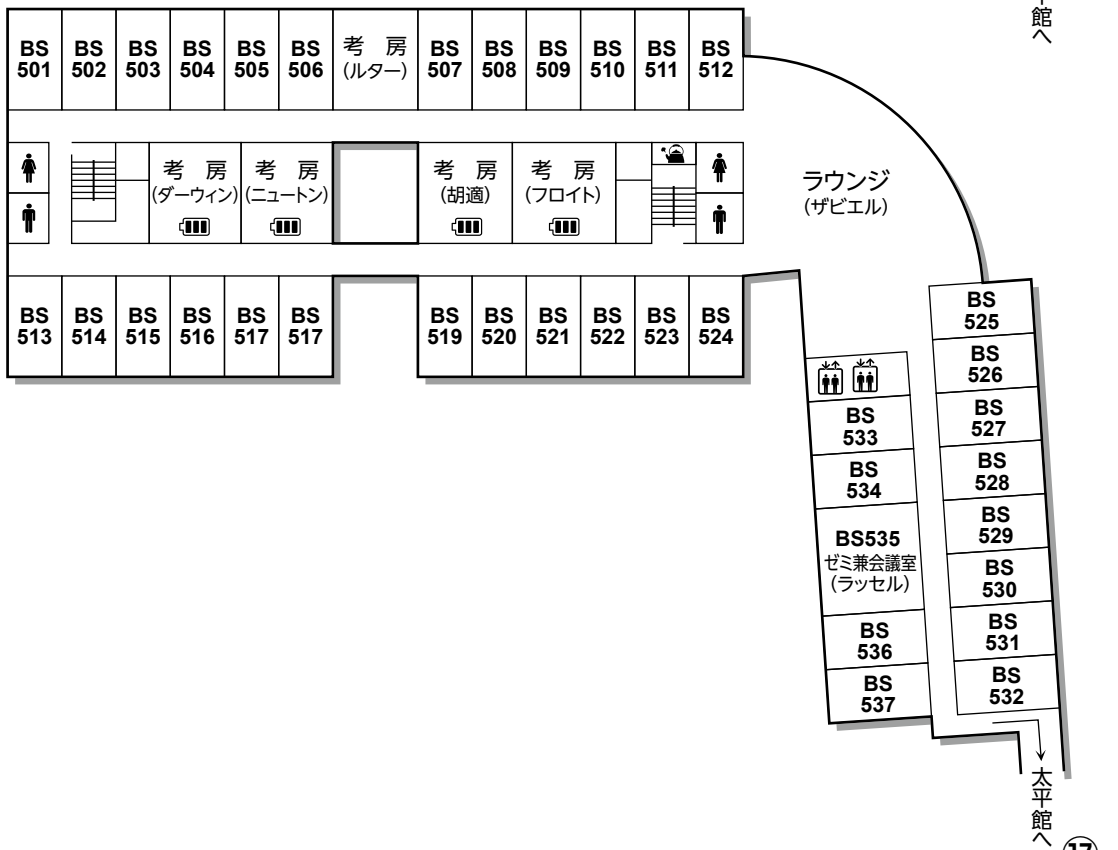 館へ
BS
501
BS
502
BS
503
BS
504
BS
505
BS
506
考 房
(ルター)
BS
507
BS
508
BS
509
BS
510
BS
511
BS
512
考 房
(ダーウィン)
考 房
(ニュートン)
考 房
(胡適)
考 房
(フロイト)
ラウンジ
(ザビエル)
BS
513
BS
514
BS
515
BS
516
BS
517
BS
517
BS
519
BS
520
BS
521
BS
522
BS
523
BS
524
BS
525
BS
526
BS
527
BS
528
BS
529
BS
530
BS
531
BS
532
BS
533
BS
534
BS535
ゼミ兼会議室
(ラッセル)
BS
536
BS
537
太平館へ
⑰